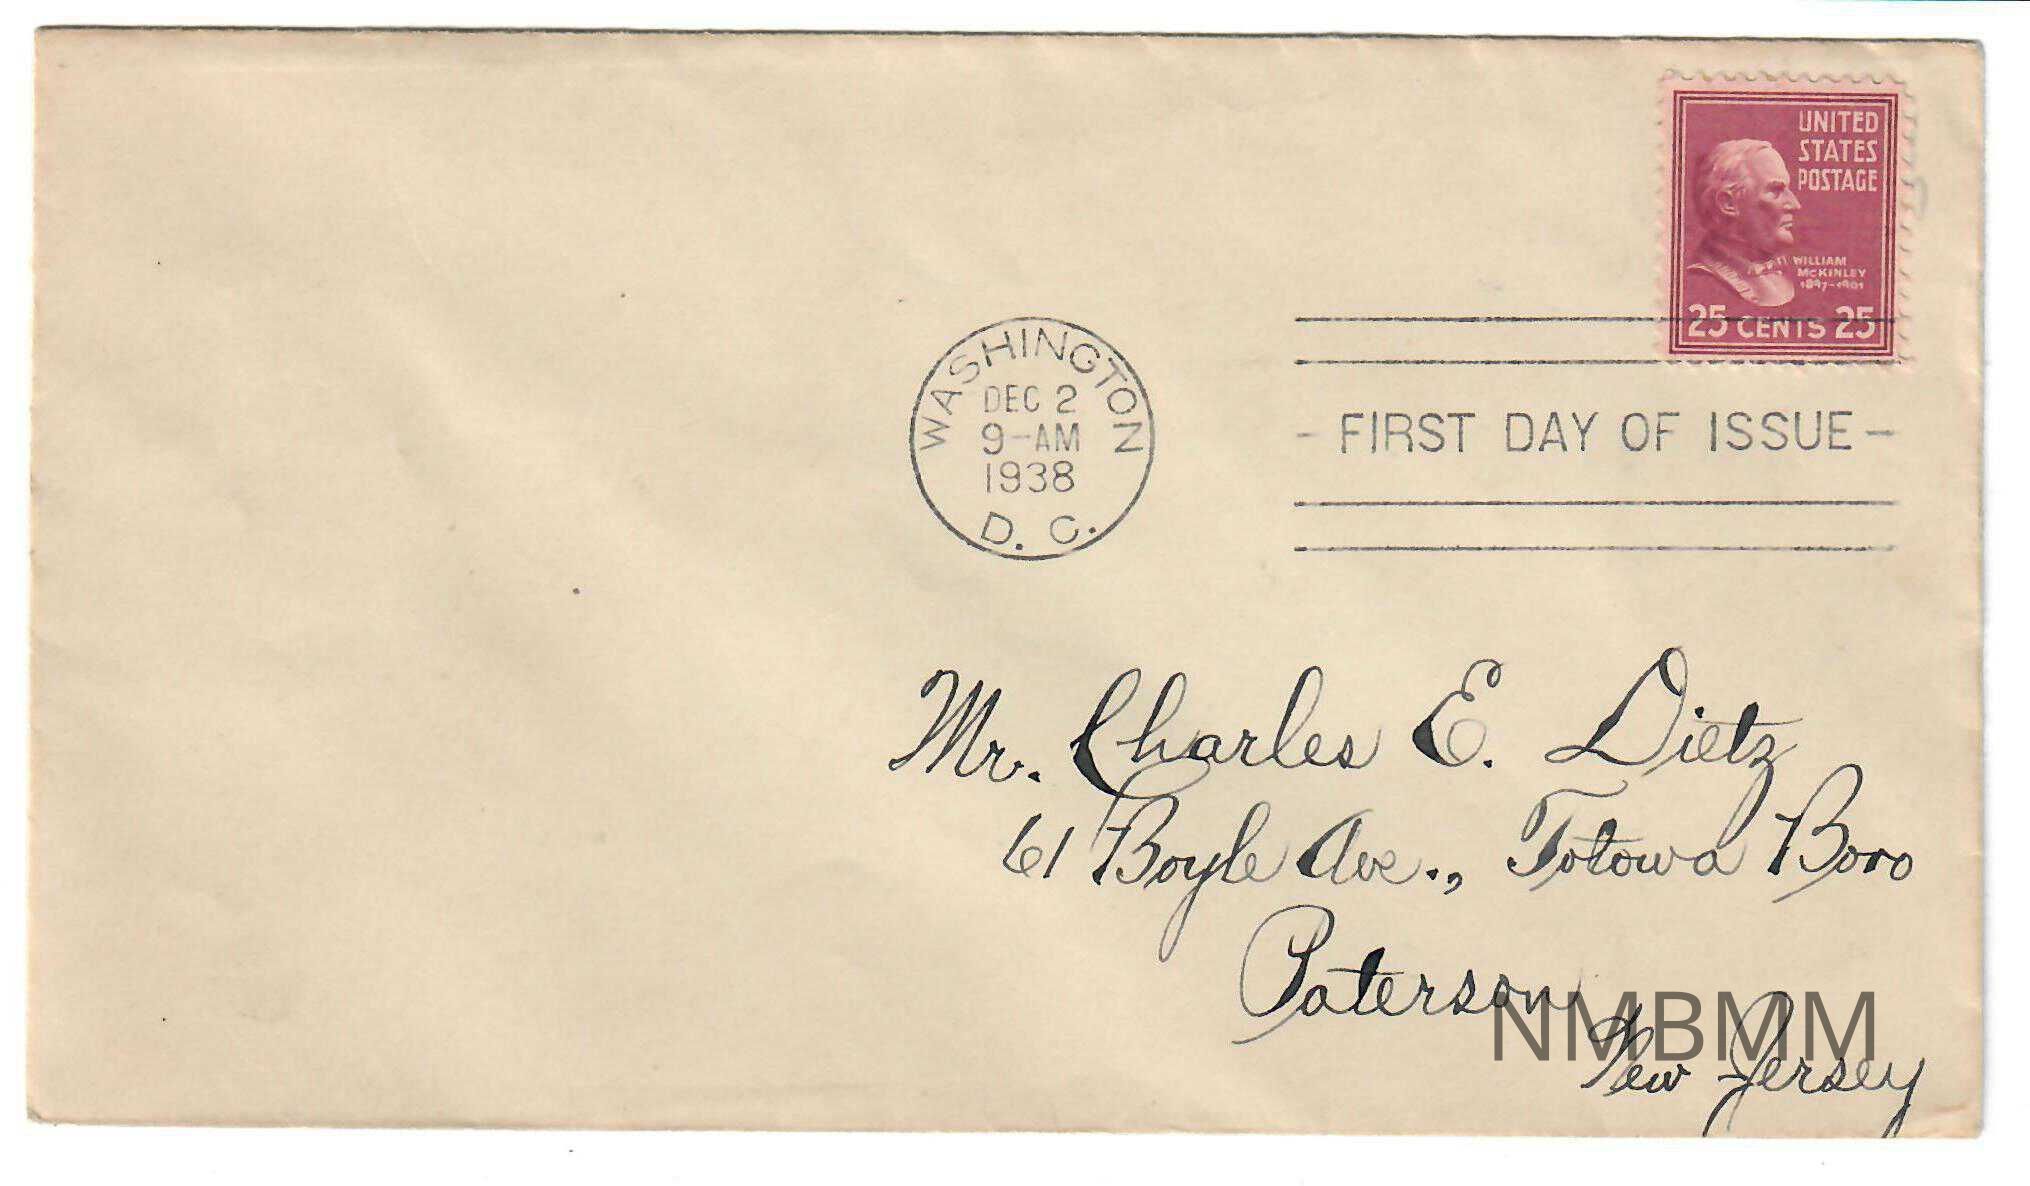 UNITED
STATES
POSTAGE
WILLIAM
McKINLEY
1897-1901
25 CENTS 25
WASHINGTON
DEC 2
9-AM
1938
D. C.
- FIRST DAY OF ISSUE -
Mr. Charles E. Dietz
61 Boyle Ave., Totowa Boro
Paterson
New Jersey
NMBMM